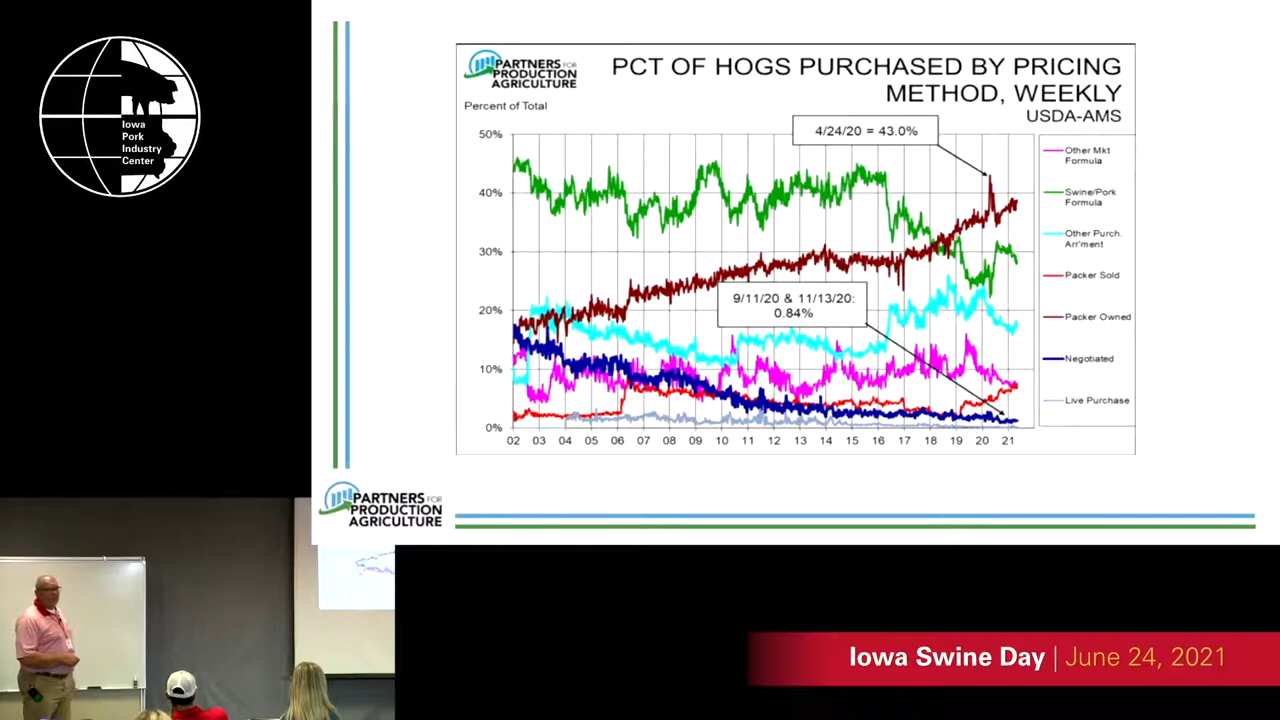 Iowa
Pork
Industry
Center
PARTNERS FOR
PRODUCTION
AGRICULTURE
PCT OF HOGS PURCHASED BY PRICING
METHOD, WEEKLY
USDA-AMS
Percent of Total
4/24/20 = 43.0%
9/11/20 & 11/13/20:
0.84%
50%
40%
30%
20%
10%
0%
02 03 04 05 06 07 08 09 10 11 12 13 14 15 16 17 18 19 20 21
Other Mkt
Formula
Swine/Pork
Formula
Other Purch.
Arr'ment
Packer Sold
Packer Owned
Negotiated
Live Purchase
PARTNERS FOR
PRODUCTION
AGRICULTURE
Iowa Swine Day | June 24, 2021